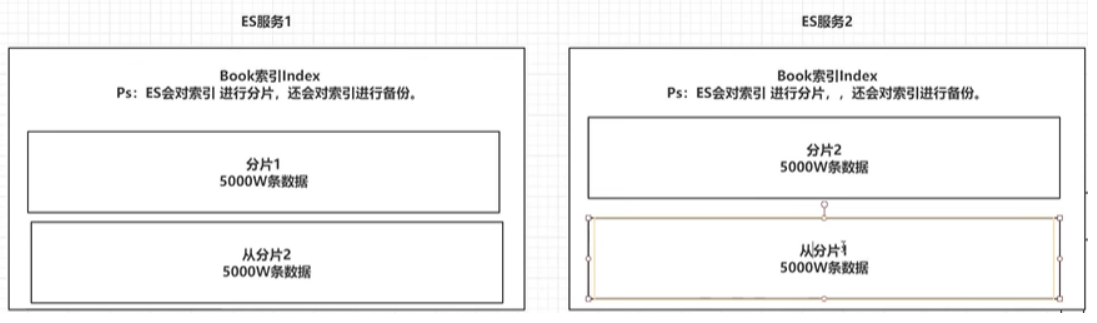 ES服务1
Book索引Index
Ps：ES会对索引 进行分片，还会对索引进行备份。
分片1
5000W条数据
从分片2
5000W条数据
ES服务2
Book索引Index
Ps：ES会对索引 进行分片，，还会对索引进行备份。
分片2
5000W条数据
从分片1
5000W条数据